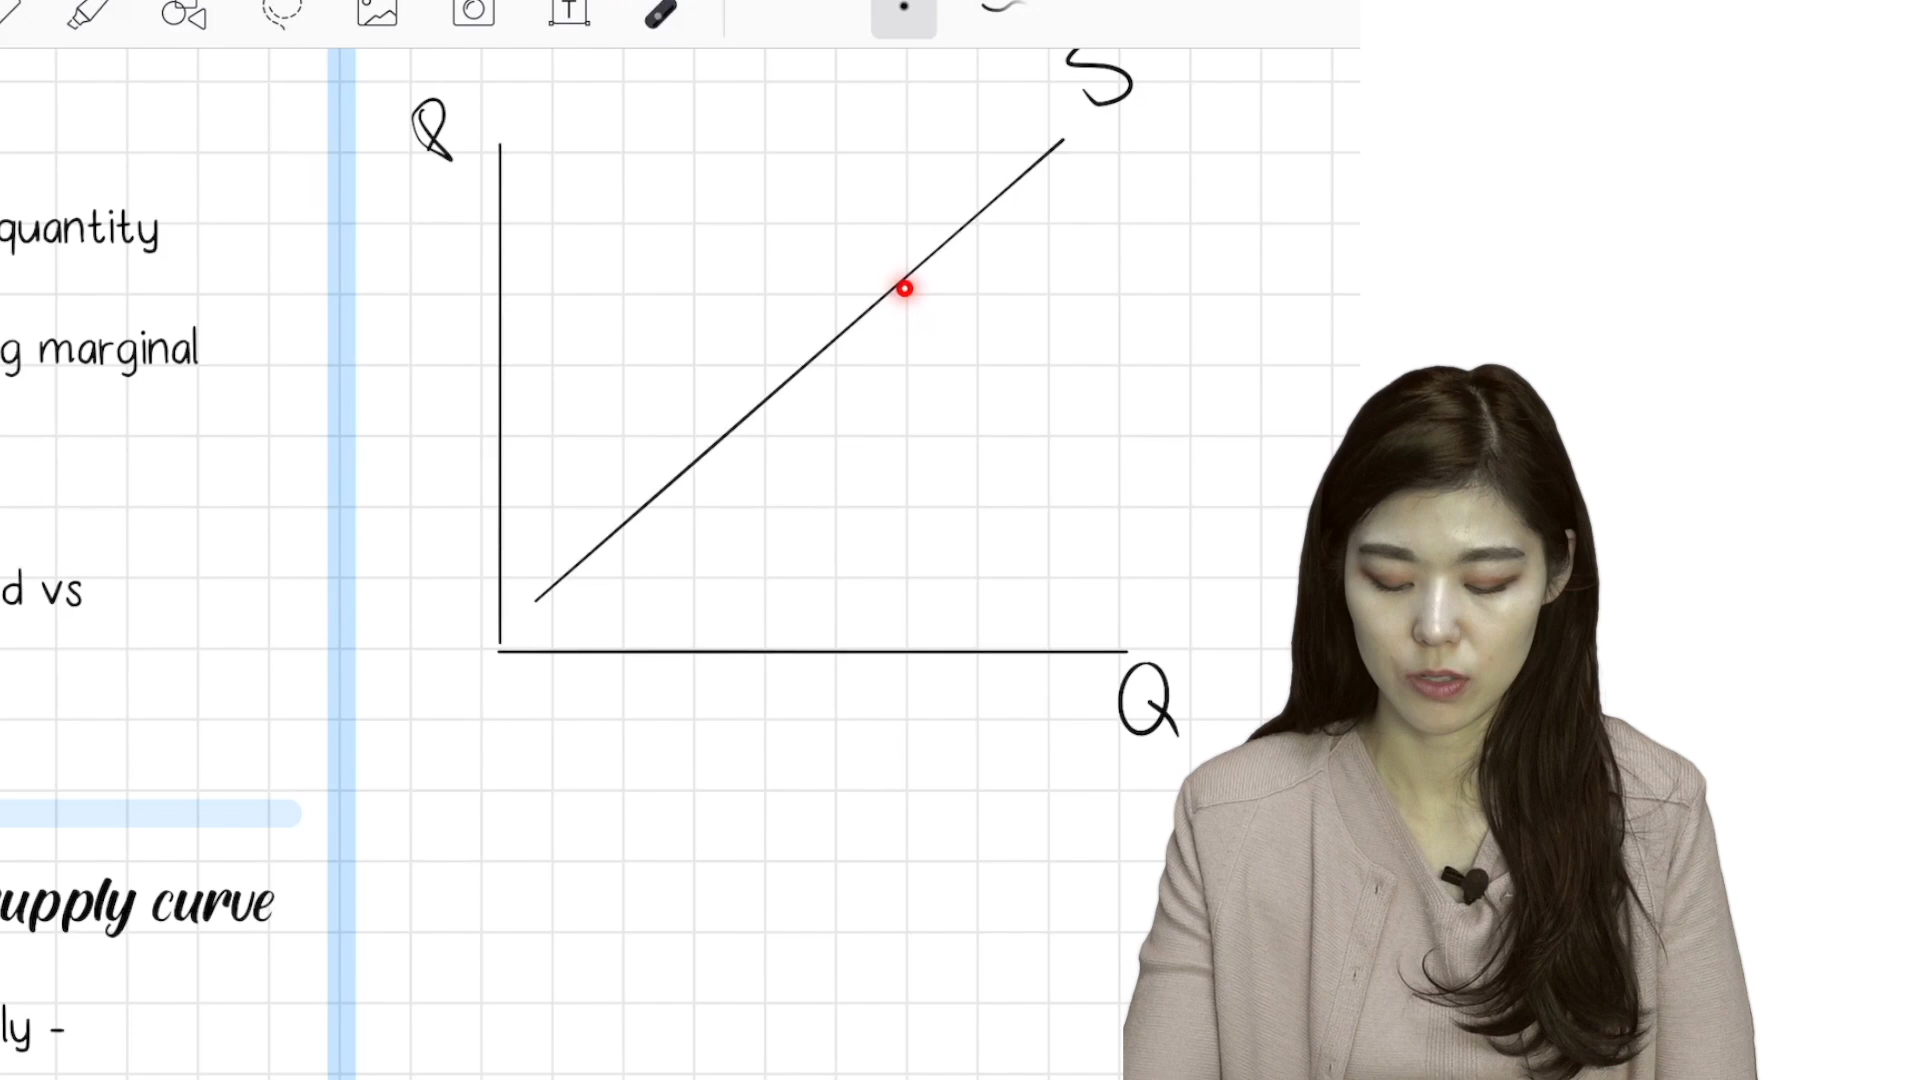 quantity
g marginal
d vs
upply curve
ly -
S
Q